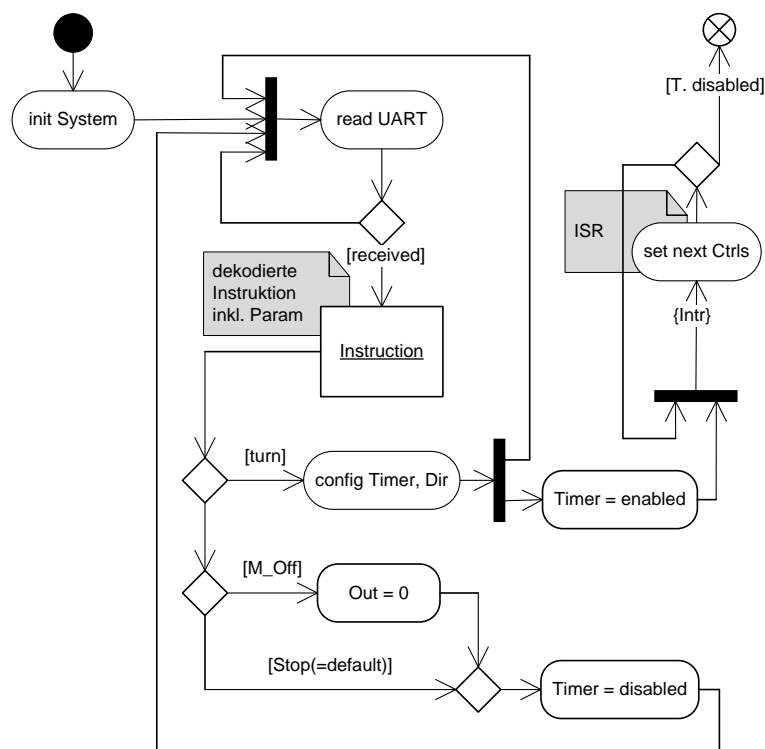 [T. disabled]
init System
read UART
ISR
set next Ctrls
[received]
dekodierte
Instruktion
inkl. Param
{Intr}
Instruction
[turn]
config Timer, Dir
Timer = enabled
[M_Off]
Out = 0
[Stop(=default)]
Timer = disabled